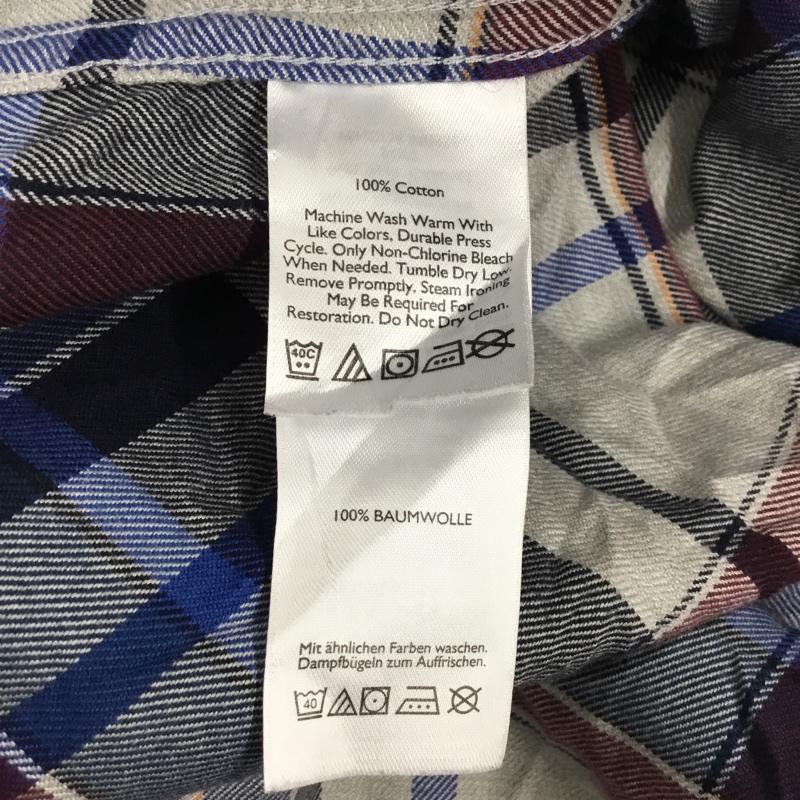 100% Cotton
Machine Wash Warm With
Like Colors, Durable Press
Cycle. Only Non-Chlorine Bleach
When Needed. Tumble Dry Low.
Remove Promptly. Steam Ironing
May Be Required For
Restoration. Do Not Dry Clean.
40C
100% BAUMWOLLE
Mit ähnlichen Farben waschen.
Dampfbügeln zum Auffrischen.
40